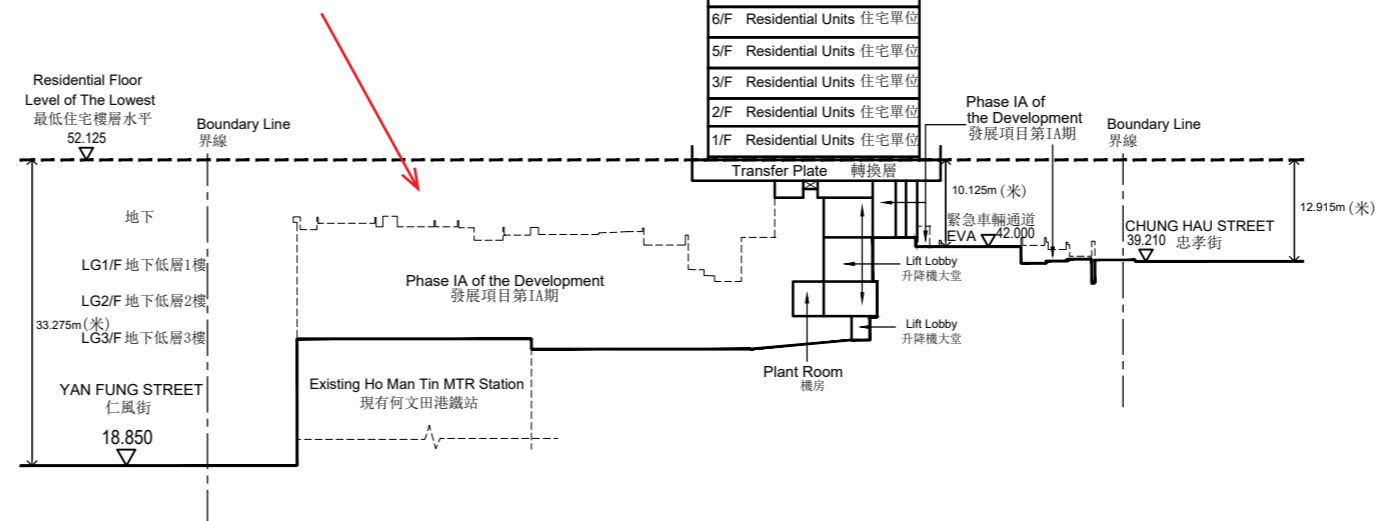 6/F Residential Units 住宅單位
5/F Residential Units 住宅單位
3/F Residential Units 住宅單位
2/F Residential Units 住宅單位
1/F Residential Units 住宅單位
Residential Floor
Level of The Lowest
最低住宅樓層水平
52.125
Boundary Line
界線
Phase IA of
the Development
發展項目第IA期
Boundary Line
界線
Transfer Plate 轉換層
10.125m (米)
12.915m (米)
地下
緊急車輛通道
EVA 42.000
CHUNG HAU STREET
39.210 忠孝街
LG1/F 地下低層1樓
Lift Lobby
升降機大堂
Phase IA of the Development
發展項目第IA期
LG2/F 地下低層2樓
33.275m (米)
LG3/F 地下低層3樓
Lift Lobby
升降機大堂
Plant Room
機房
YAN FUNG STREET
仁風街
18.850
Existing Ho Man Tin MTR Station
現有何文田港鐵站